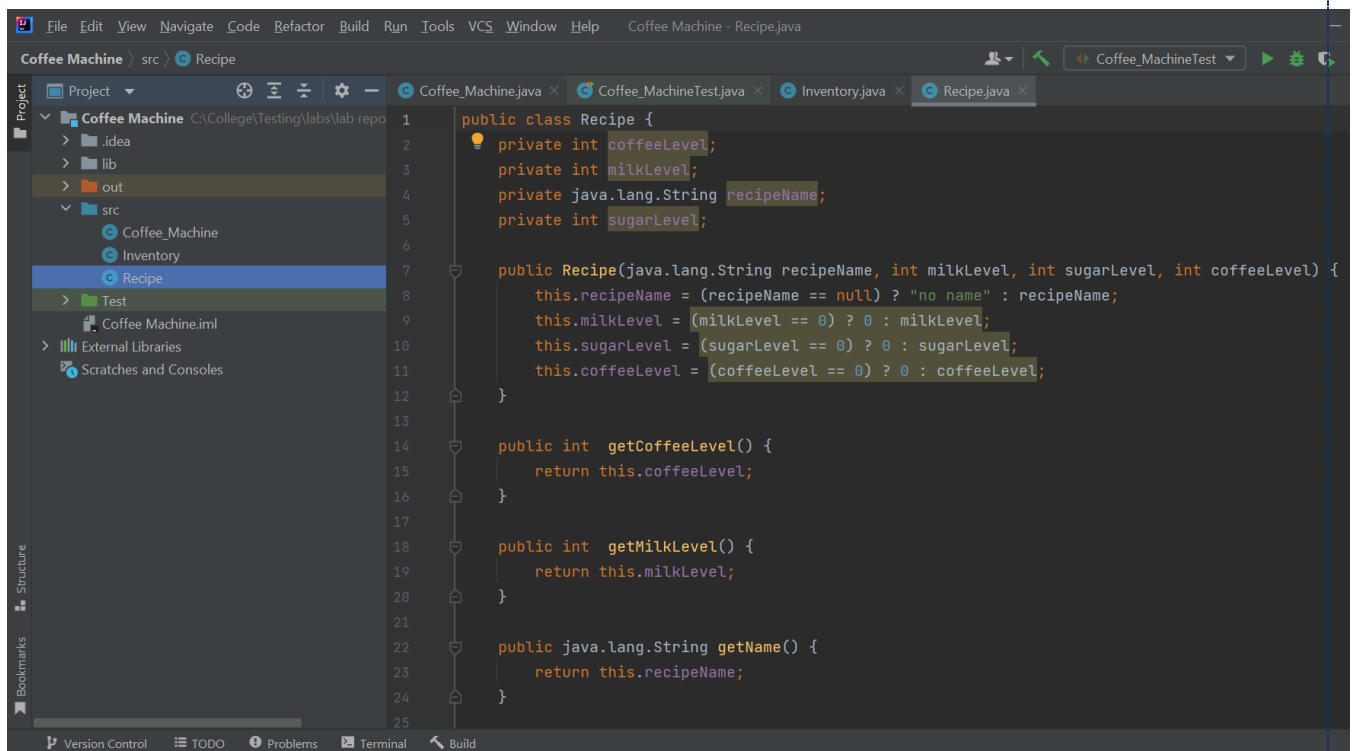 File Edit View Navigate Code Refactor Build Run Tools VCS Window Help Coffee Machine - Recipe.java
Coffee Machine src Recipe Coffee_MachineTest
Project Project Coffee_Machine.java Coffee_MachineTest.java Inventory.java Recipe.java
Coffee Machine C:\College\Testing\labs\lab repo
.idea
lib
out
src
Coffee_Machine
Inventory
Recipe
Test
Coffee Machine.iml
External Libraries
Scratches and Consoles
Structure
Bookmarks
1 public class Recipe {
2 private int coffeeLevel;
3 private int milkLevel;
4 private java.lang.String recipeName;
5 private int sugarLevel;
6
7 public Recipe(java.lang.String recipeName, int milkLevel, int sugarLevel, int coffeeLevel) {
8 this.recipeName = (recipeName == null) ? "no name" : recipeName;
9 this.milkLevel = (milkLevel == 0) ? 0 : milkLevel;
10 this.sugarLevel = (sugarLevel == 0) ? 0 : sugarLevel;
11 this.coffeeLevel = (coffeeLevel == 0) ? 0 : coffeeLevel;
12 }
13
14 public int  getCoffeeLevel() {
15 return this.coffeeLevel;
16 }
17
18 public int  getMilkLevel() {
19 return this.milkLevel;
20 }
21
22 public java.lang.String getName() {
23 return this.recipeName;
24 }
25
Version Control TODO Problems Terminal Build